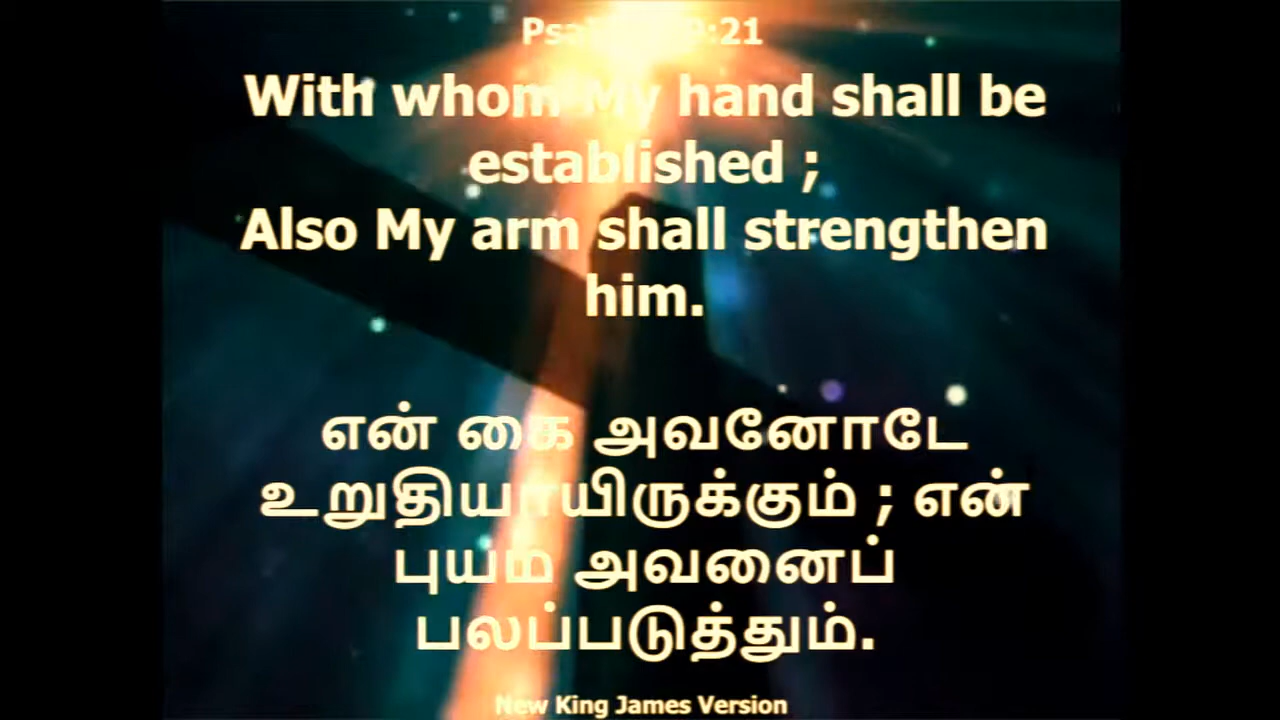 With whom My hand shall be
established ;
Also My arm shall strengthen
him.
என் கை அவனோடே
உறுதியாயிருக்கும் ; என்
புயம் அவனைப்
பலப்படுத்தும்.
New King James Version